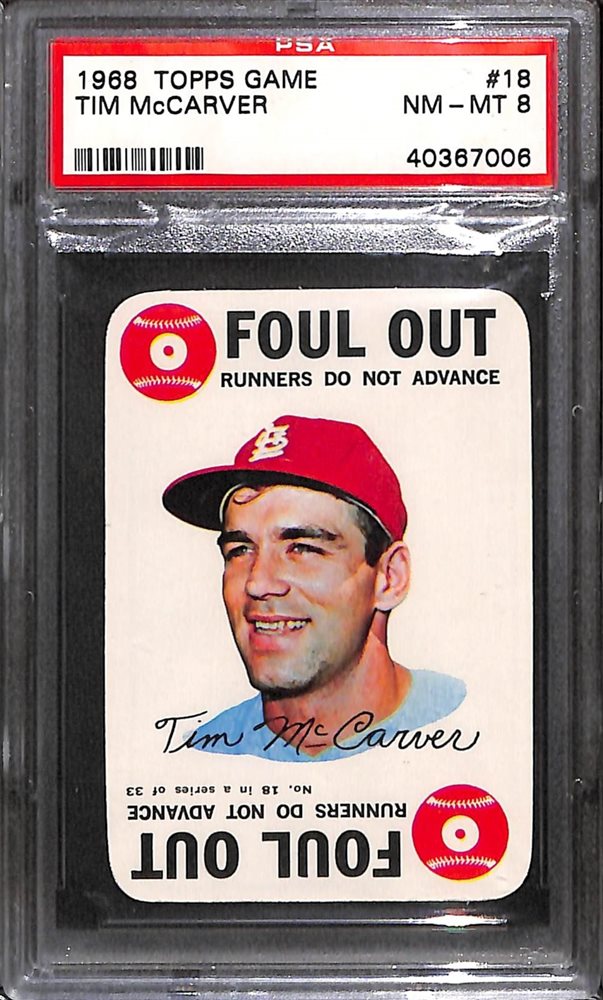 PSA
1968 TOPPS GAME #18
TIM McCARVER NM - MT 8
40367006
FOUL OUT
RUNNERS DO NOT ADVANCE
StL
Tim McCarver
No. 18 in a series of 33
RUNNERS DO NOT ADVANCE
FOUL OUT